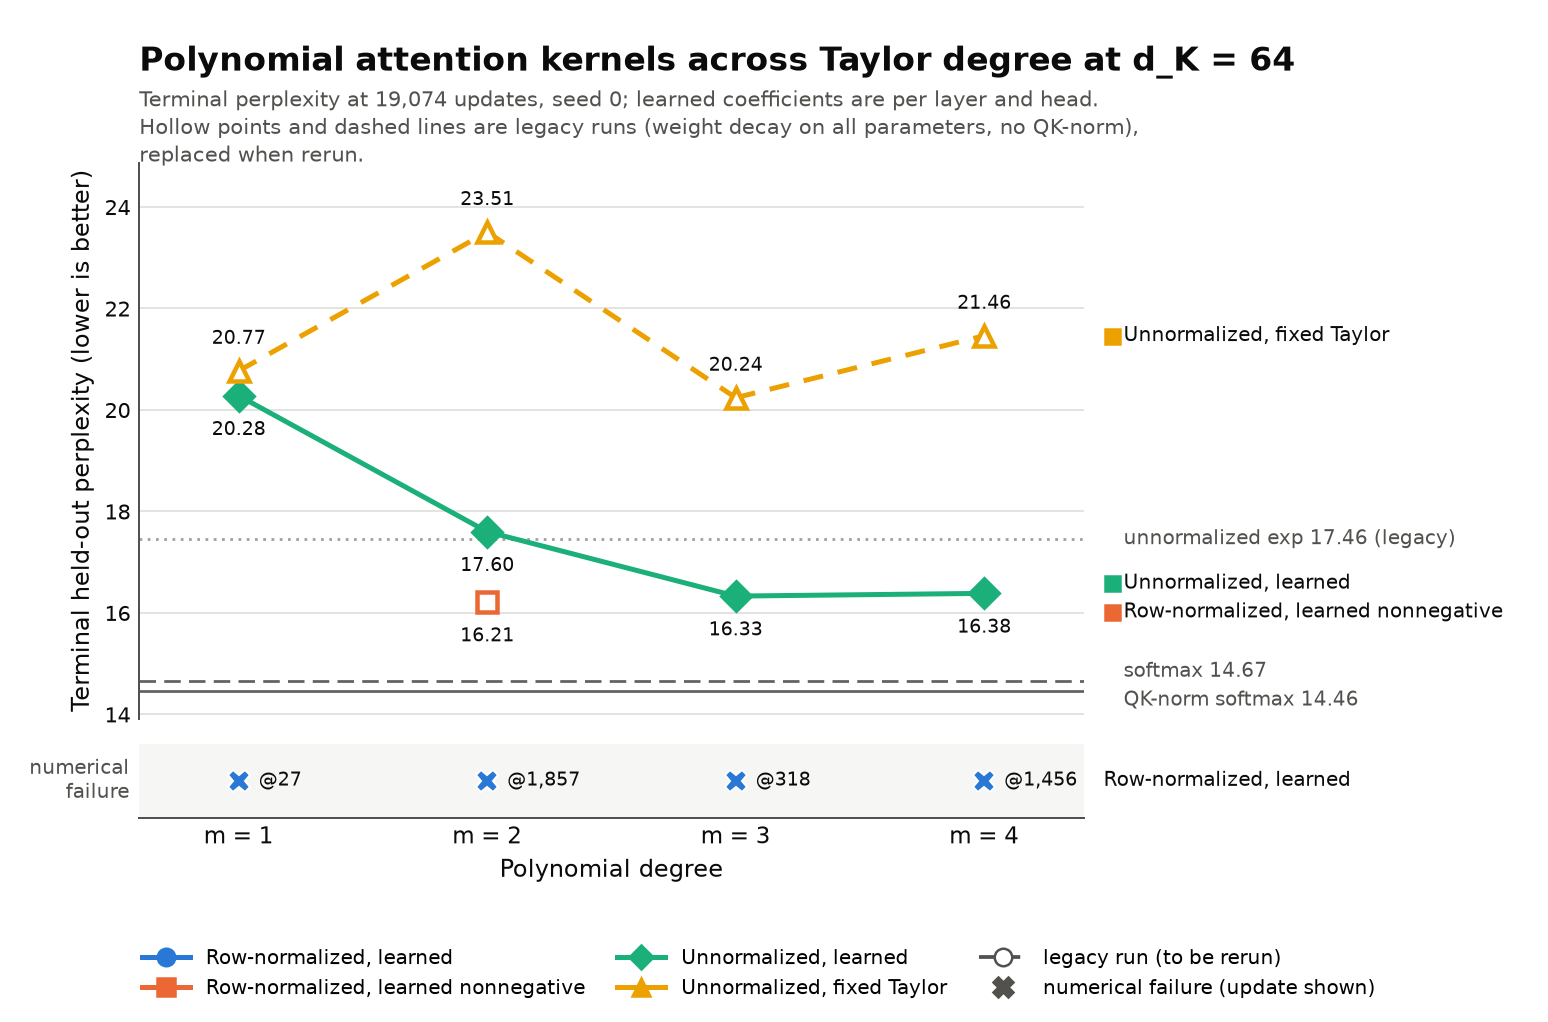 Polynomial attention kernels across Taylor degree at d_K = 64
Terminal perplexity at 19,074 updates, seed 0; learned coefficients are per layer and head.
Hollow points and dashed lines are legacy runs (weight decay on all parameters, no QK-norm),
replaced when rerun.
Terminal held-out perplexity (lower is better)
24
22
20
18
16
14
23.51
21.46
20.77
20.24
20.28
17.60
16.21
16.33
16.38
Unnormalized, fixed Taylor
unnormalized exp 17.46 (legacy)
Unnormalized, learned
Row-normalized, learned nonnegative
softmax 14.67
QK-norm softmax 14.46
numerical
failure
@27
@1,857
@318
@1,456
Row-normalized, learned
m = 1
m = 2
m = 3
m = 4
Polynomial degree
Row-normalized, learned
Row-normalized, learned nonnegative
Unnormalized, learned
Unnormalized, fixed Taylor
legacy run (to be rerun)
numerical failure (update shown)